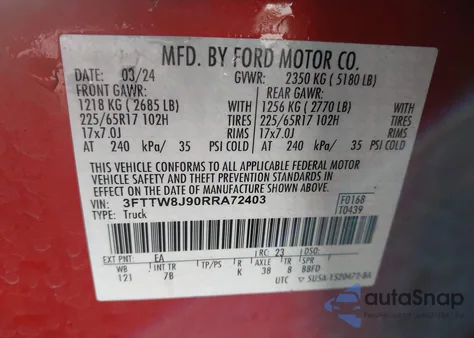 MFD. BY FORD MOTOR CO.
DATE: 03/24 GVWR: 2350 KG ( 5180 LB)
FRONT GAWR: REAR GAWR:
1218 KG ( 2685 LB) WITH 1256 KG ( 2770 LB) WITH
225/65R17 102H TIRES 225/65R17 102H TIRES
17x7.0J RIMS 17x7.0J RIMS
AT 240 kPa/ 35 PSI COLD AT 240 kPa/ 35 PSI COLD
THIS VEHICLE CONFORMS TO ALL APPLICABLE FEDERAL MOTOR
VEHICLE SAFETY AND THEFT PREVENTION STANDARDS IN
EFFECT ON THE DATE OF MANUFACTURE SHOWN ABOVE.
VIN: 3FTTW8J90RRA72403 F0168
TYPE: Truck T0439
EA RC: 23 DSO:
WB INT TR TP/PS R AXLE TR SPR
121 7B K 38 8 BBFD
UTC
autaSnap